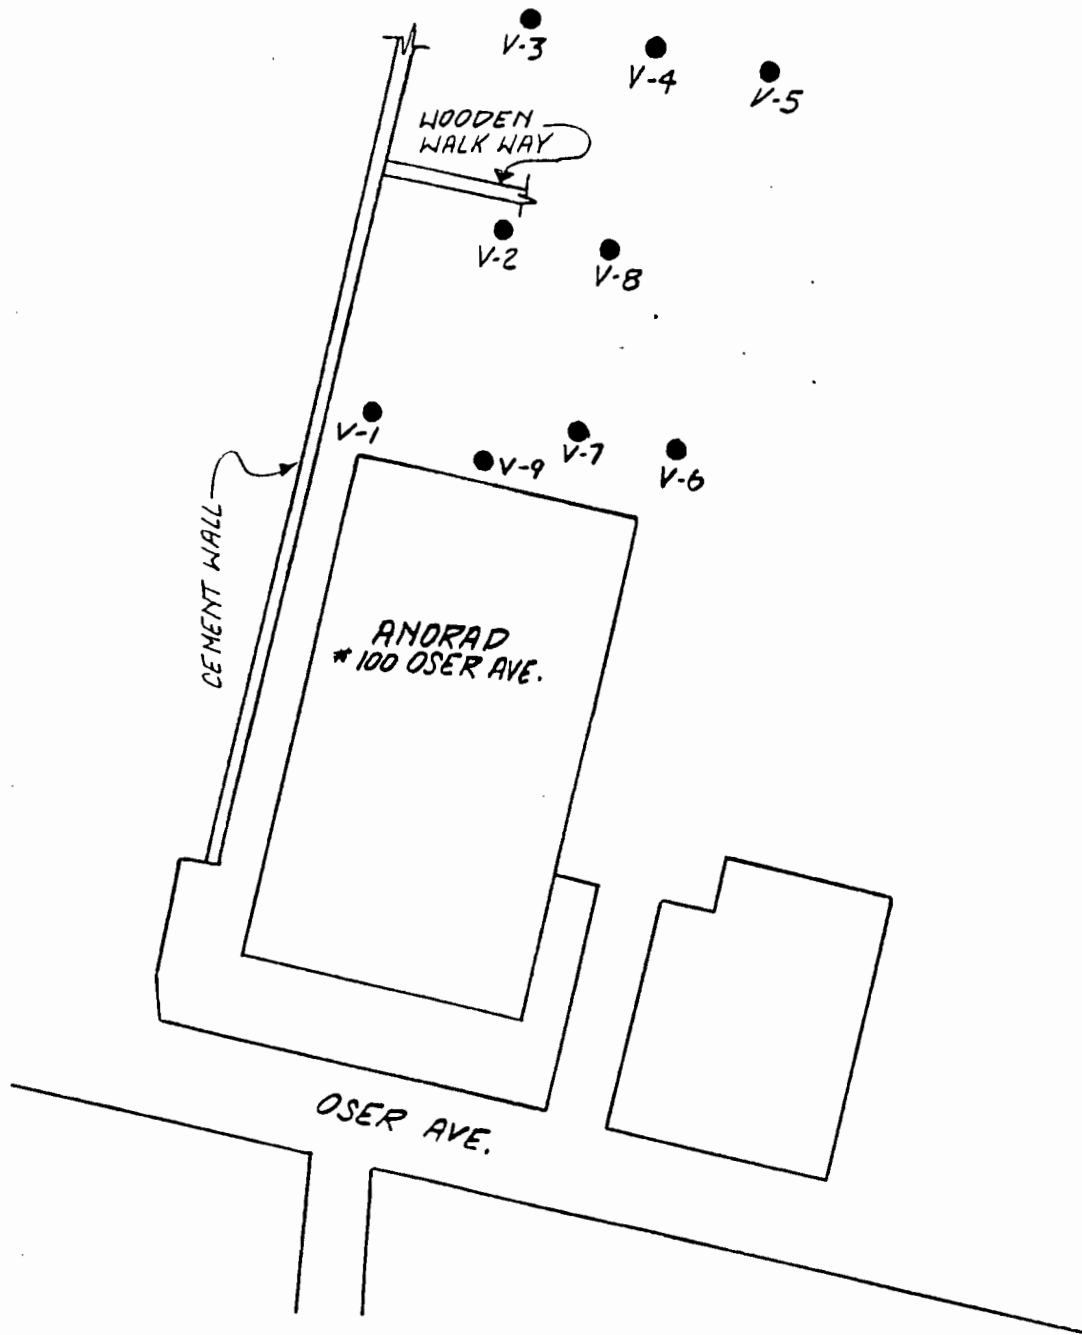 V-3
V-4
V-5
WOODEN
WALK WAY
V-2
V-8
V-1
V-9
V-7
V-6
CEMENT WALL
ANORAD
#100 OSER AVE.
OSER AVE.